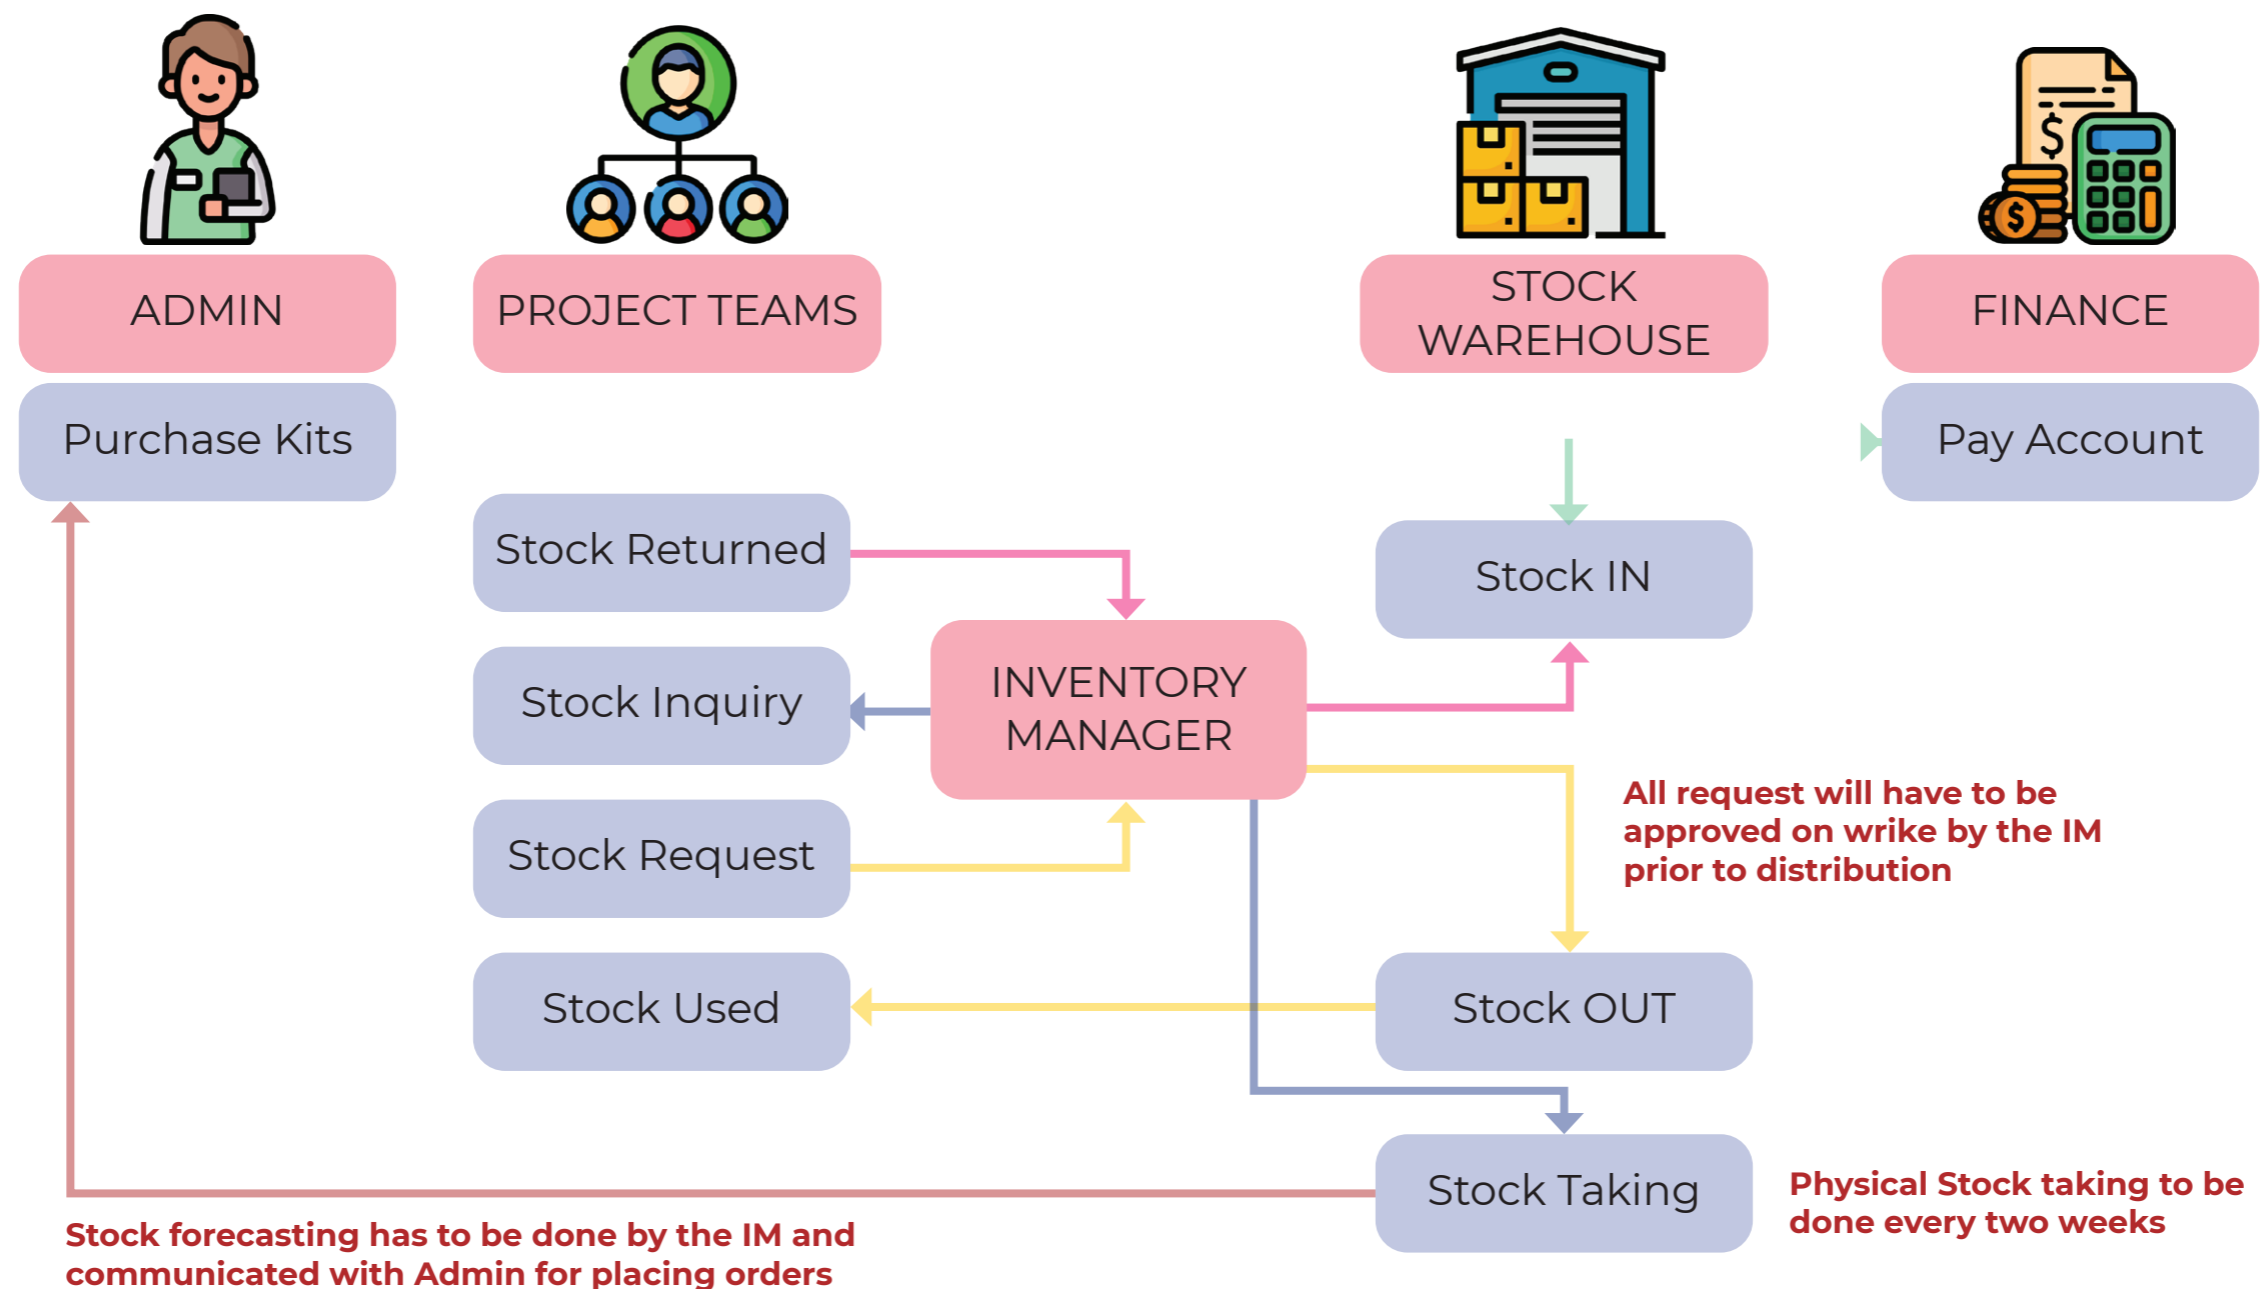 ADMIN
PROJECT TEAMS
STOCK
WAREHOUSE
FINANCE
Purchase Kits
Pay Account
Stock Returned
Stock IN
Stock Inquiry
INVENTORY
MANAGER
Stock Request
All request will have to be
approved on wrike by the IM
prior to distribution
Stock Used
Stock OUT
Stock Taking
Physical Stock taking to be
done every two weeks
Stock forecasting has to be done by the IM and
communicated with Admin for placing orders